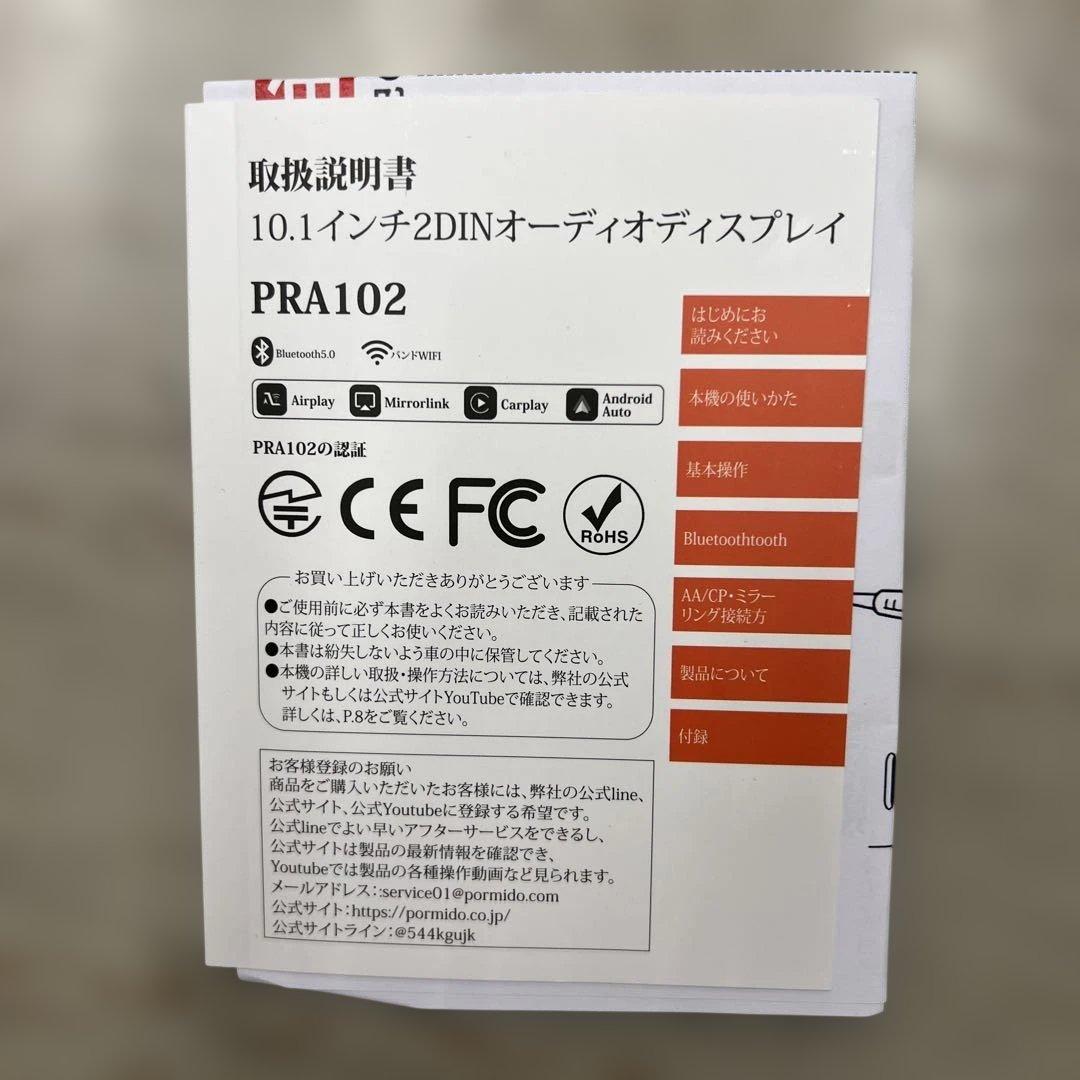 取扱説明書
10.1インチ2DINオーディオディスプレイ
PRA102
Bluetooth5.0
バンドWIFI
Airplay
Mirrorlink
Carplay
Android
Auto
PRA102の認証
CE FC
RoHS
お買い上げいただきありがとうございます
●ご使用前に必ず本書をよくお読みいただき、記載された
内容に従って正しくお使いください。
●本書は紛失しないよう車の中に保管してください。
●本機の詳しい取扱・操作方法については、弊社の公式
サイトもしくは公式サイトYouTubeで確認できます。
詳しくは、P.8をご覧ください。
お客様登録のお願い
商品をご購入いただいたお客様には、弊社の公式line、
公式サイト、公式Youtubeに登録する希望です。
公式lineでよい早いアフターサービスをできるし、
公式サイトは製品の最新情報を確認でき、
Youtubeでは製品の各種操作動画など見られます。
メールアドレス::service01@pormido.com
公式サイト:https://pormido.co.jp/
公式サイトライン:@544kgujk
はじめにお
読みください
本機の使いかた
基本操作
Bluetoothtooth
AA/CP・ミラー
リング接続方
製品について
付録